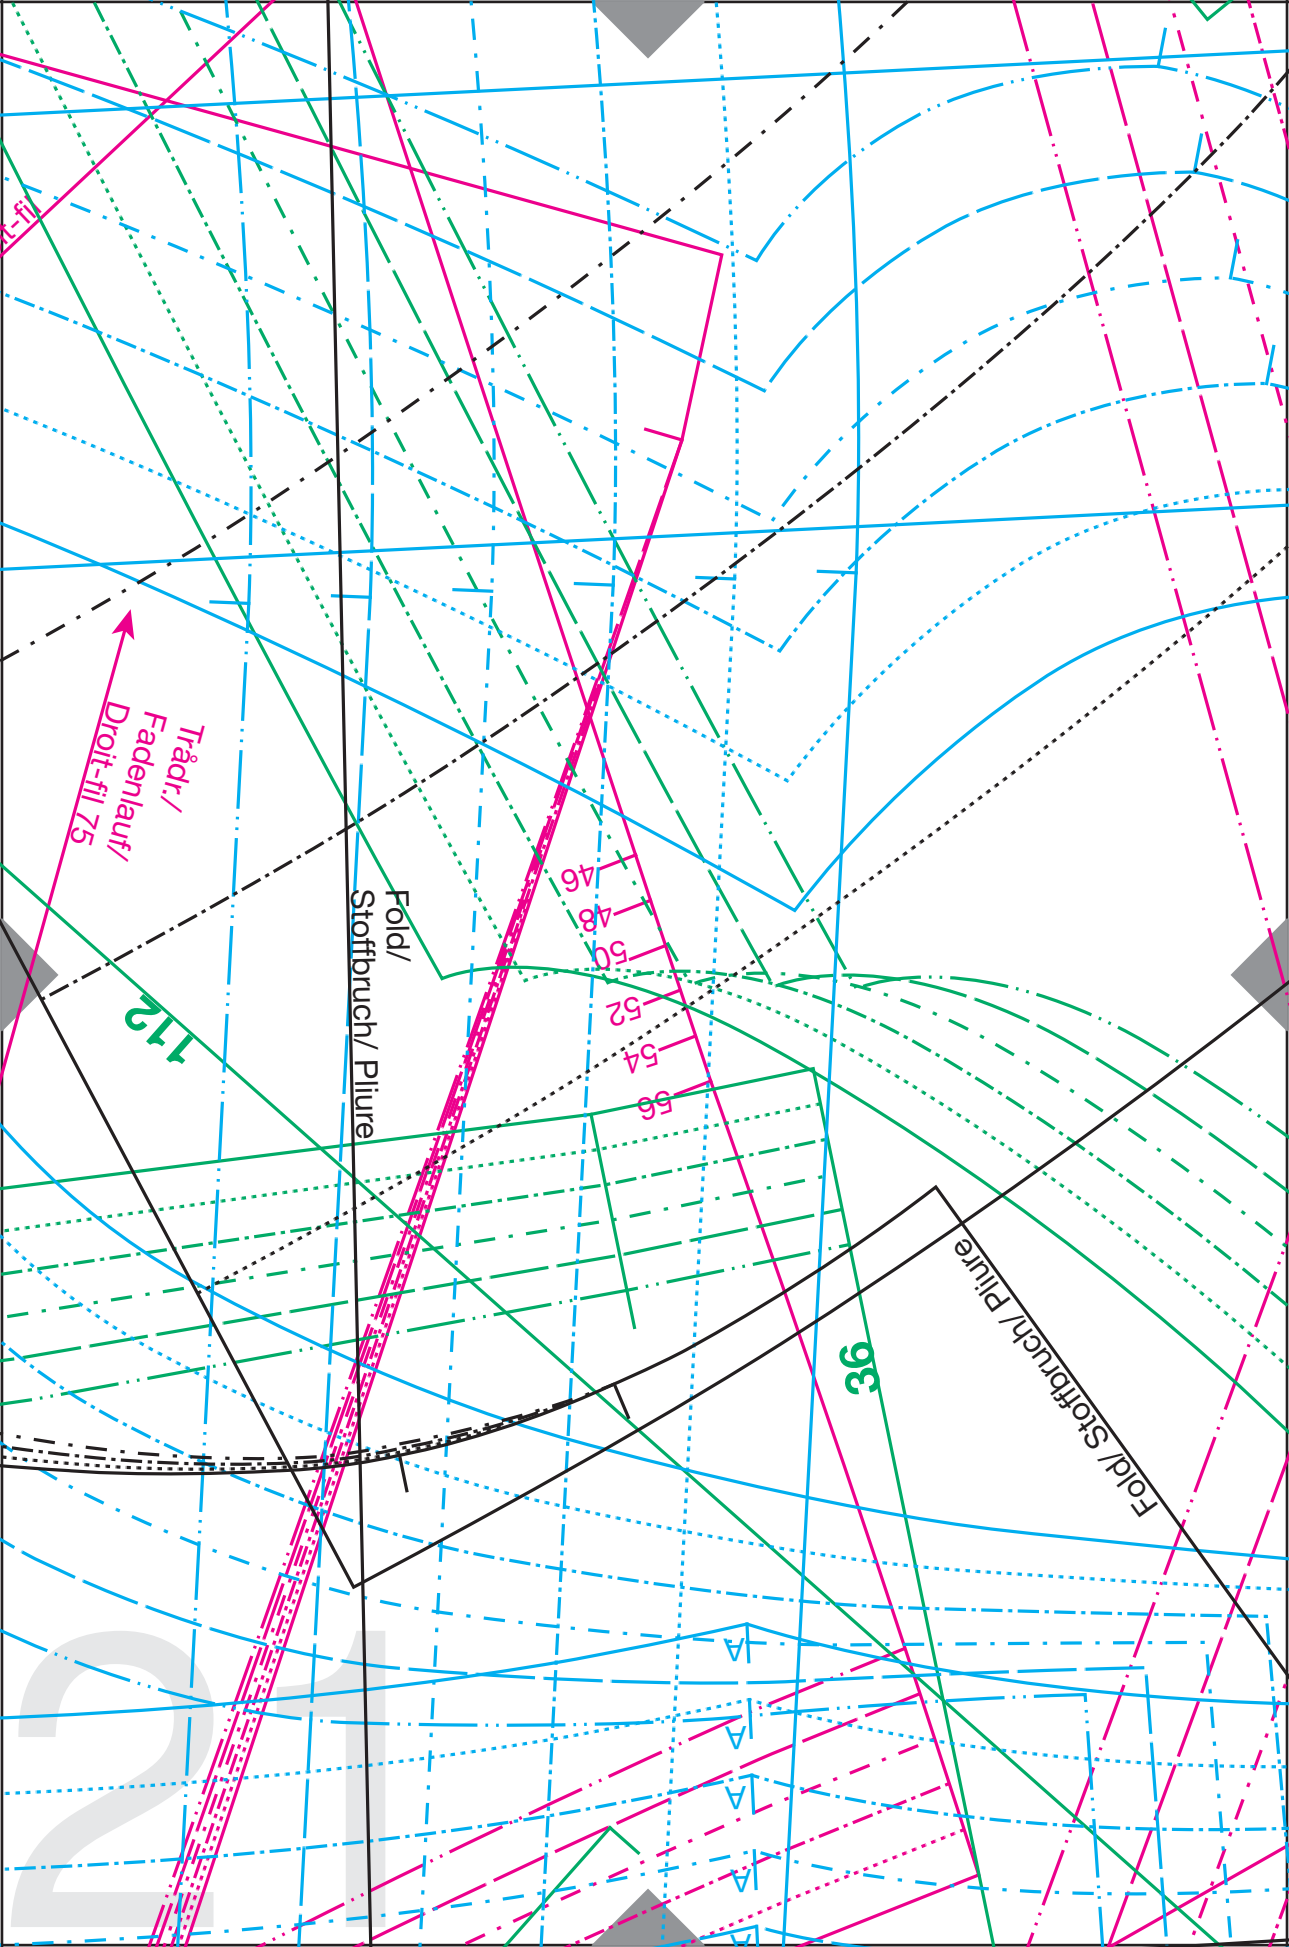 t-fil
Trådr./
Fadenlauf/
Droit-fil 75
Fold/
Stoffbruch/ Pliure
46
48
50
52
54
56
112
36
Fold/ Stoffbruch/ Pliure
A
A
A
A
A
21